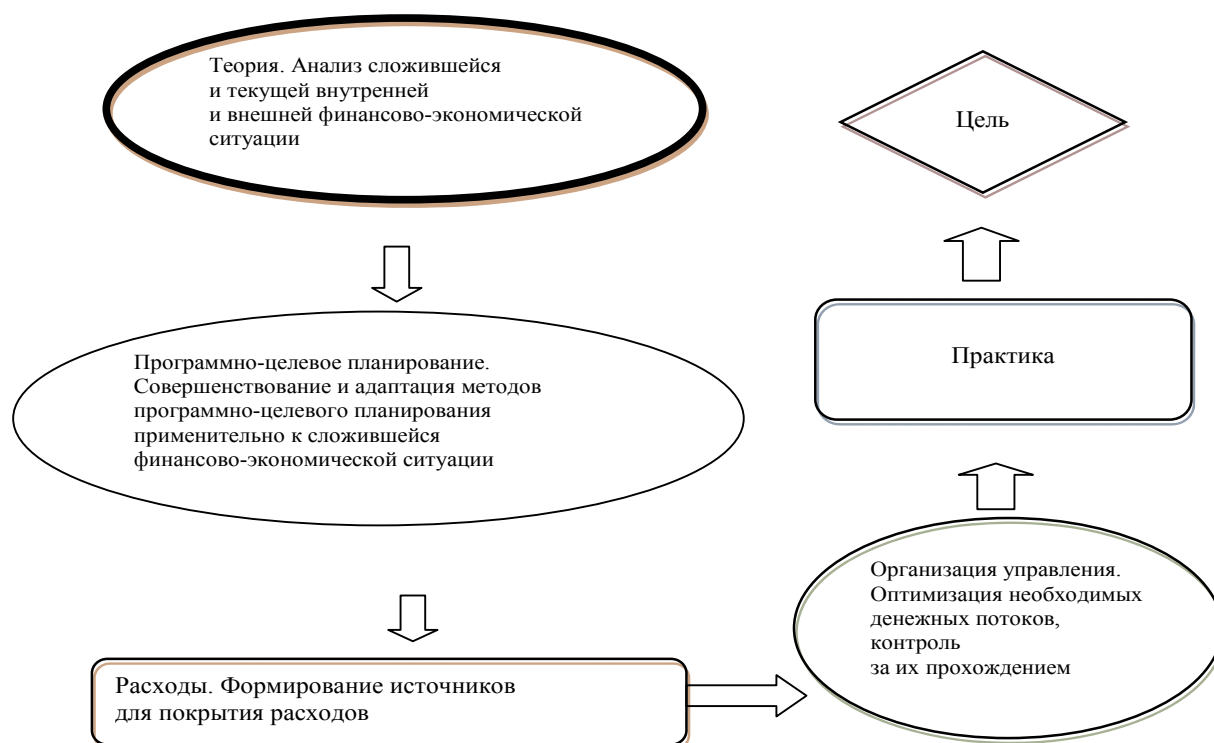 Теория. Анализ сложившейся
и текущей внутренней
и внешней финансово-экономической
ситуации
Программно-целевое планирование.
Совершенствование и адаптация методов
программно-целевого планирования
применительно к сложившейся
финансово-экономической ситуации
Расходы. Формирование источников
для покрытия расходов
Организация управления.
Оптимизация необходимых
денежных потоков,
контроль
за их прохождением
Практика
Цель